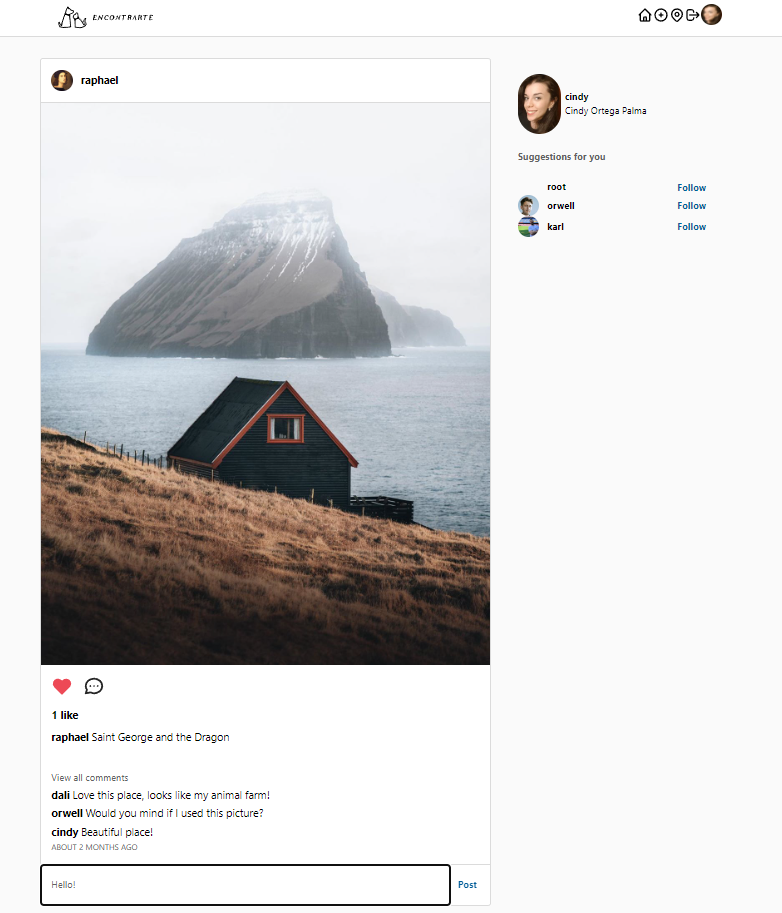 ENCONTRARTE
raphael
cindy
Cindy Ortega Palma
Suggestions for you
root Follow
orwell Follow
karl Follow
1 like
raphael Saint George and the Dragon
View all comments
dali Love this place, looks like my animal farm!
orwell Would you mind if I used this picture?
cindy Beautiful place!
ABOUT 2 MONTHS AGO
Hello! Post